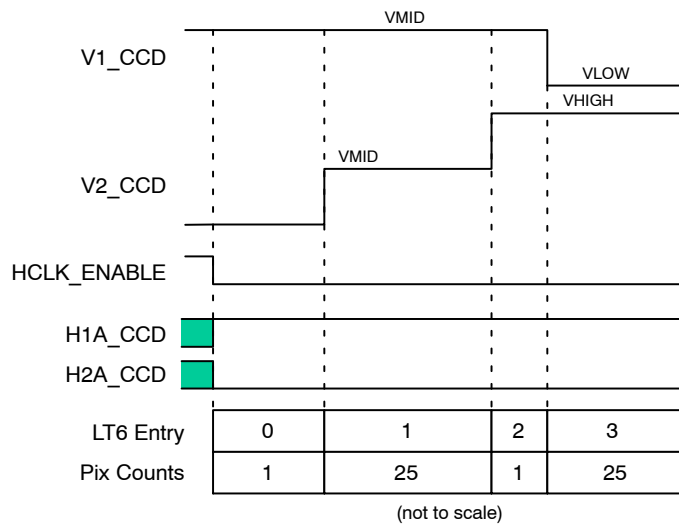 VMID
V1_CCD
VLOW
VHIGH
VMID
V2_CCD
HCLK_ENABLE
H1A_CCD
H2A_CCD
LT6 Entry 0 1 2 3
Pix Counts 1 25 1 25
(not to scale)